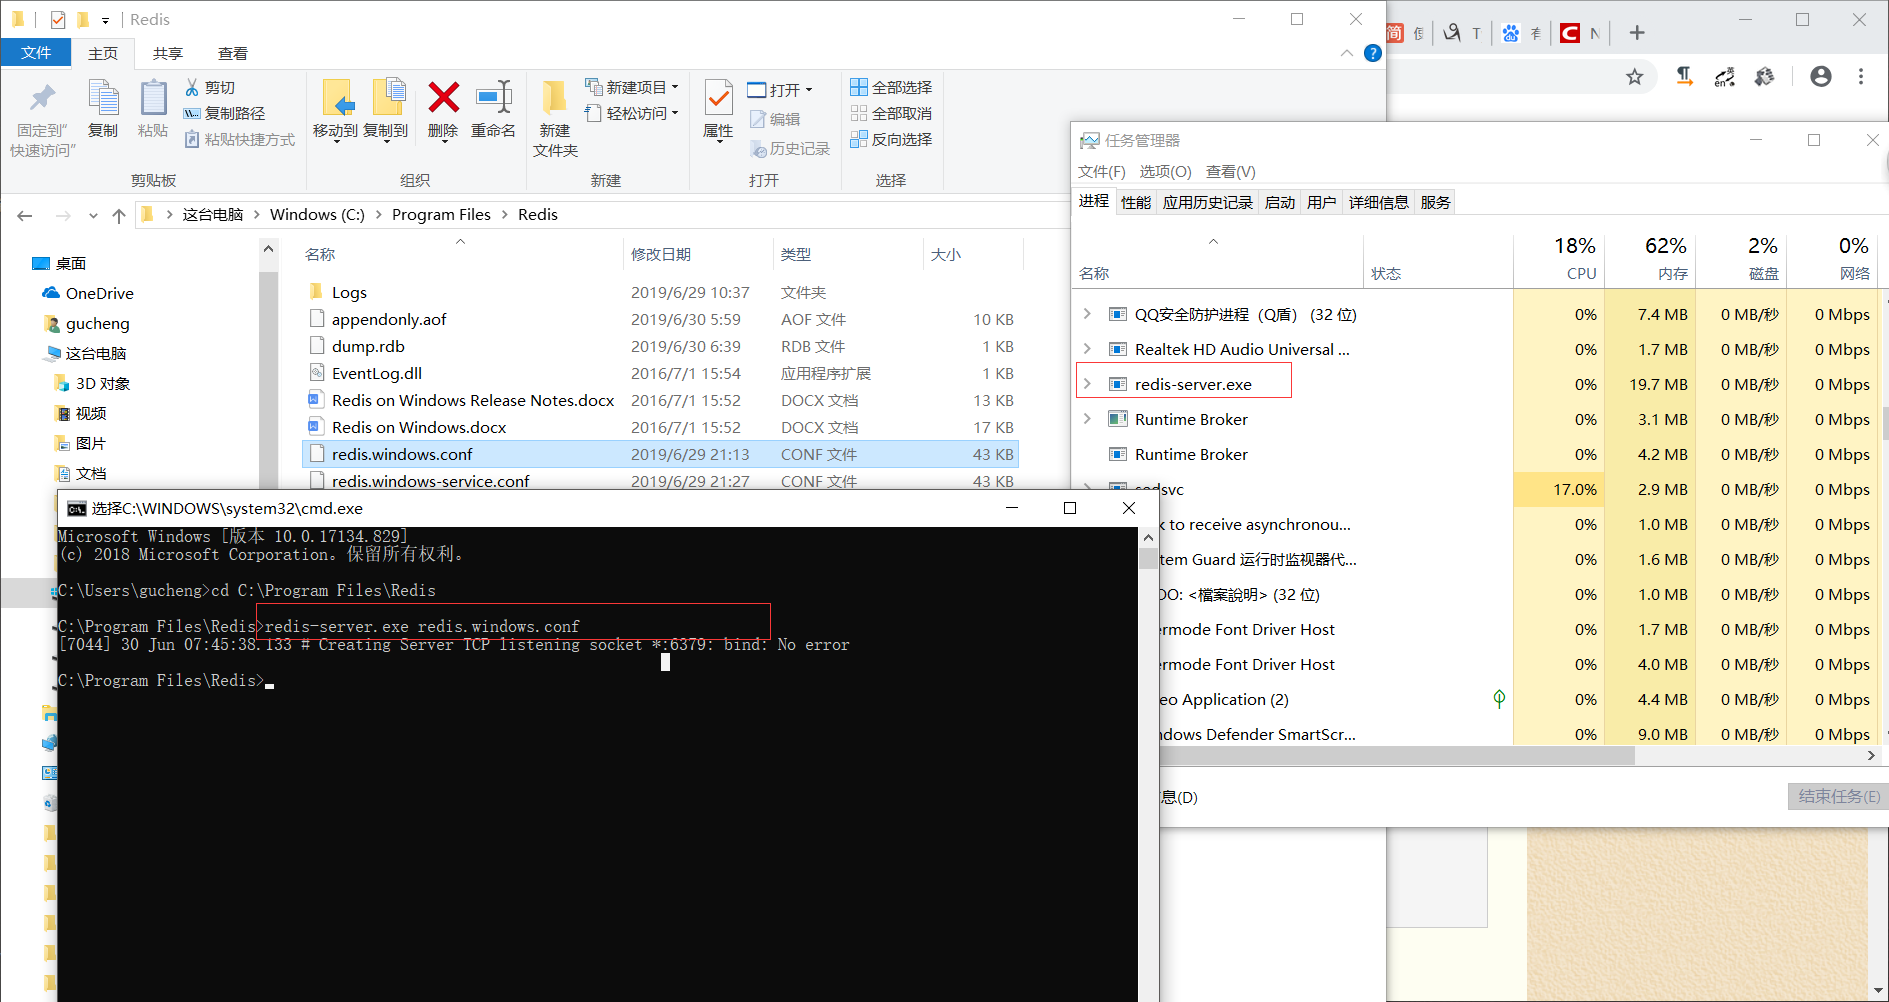 Redis
文件 主页 共享 查看
固定到"快速访问"
复制
粘贴
剪切
复制路径
粘贴快捷方式
剪贴板
移动到 复制到 删除 重命名
组织
新建文件夹
新建项目
轻松访问
新建
属性
打开
编辑
历史记录
打开
全部选择
全部取消
反向选择
选择
这台电脑 > Windows (C:) > Program Files > Redis
桌面
OneDrive
gucheng
这台电脑
3D 对象
视频
图片
文档
名称 修改日期 类型 大小
Logs 2019/6/29 10:37 文件夹
appendonly.aof 2019/6/30 5:59 AOF 文件 10 KB
dump.rdb 2019/6/30 6:39 RDB 文件 1 KB
EventLog.dll 2016/7/1 15:54 应用程序扩展 1 KB
Redis on Windows Release Notes.docx 2016/7/1 15:52 DOCX 文档 13 KB
Redis on Windows.docx 2016/7/1 15:52 DOCX 文档 17 KB
redis.windows.conf 2019/6/29 21:13 CONF 文件 43 KB
redis.windows-service.conf 2019/6/29 21:27 CONF 文件 43 KB
选择C:\WINDOWS\system32\cmd.exe
Microsoft Windows [版本 10.0.17134.829]
(c) 2018 Microsoft Corporation。保留所有权利。
C:\Users\gucheng>cd C:\Program Files\Redis
C:\Program Files\Redis>redis-server.exe redis.windows.conf
[7044] 30 Jun 07:45:38.133 # Creating Server TCP listening socket *:6379: bind: No error
C:\Program Files\Redis>
简 T du C N
任务管理器
文件(F) 选项(O) 查看(V)
进程 性能 应用历史记录 启动 用户 详细信息 服务
18% 62% 2% 0%
名称 状态 CPU 内存 磁盘 网络
QQ安全防护进程（Q盾） (32 位) 0% 7.4 MB 0 MB/秒 0 Mbps
Realtek HD Audio Universal ... 0% 1.7 MB 0 MB/秒 0 Mbps
redis-server.exe 0% 19.7 MB 0 MB/秒 0 Mbps
Runtime Broker 0% 3.1 MB 0 MB/秒 0 Mbps
Runtime Broker 0% 4.2 MB 0 MB/秒 0 Mbps
sedsvc 17.0% 2.9 MB 0 MB/秒 0 Mbps
k to receive asynchronou... 0% 1.0 MB 0 MB/秒 0 Mbps
tem Guard 运行时监视器代... 0% 1.6 MB 0 MB/秒 0 Mbps
DO: <檔案說明> (32 位) 0% 1.0 MB 0 MB/秒 0 Mbps
ermode Font Driver Host 0% 1.7 MB 0 MB/秒 0 Mbps
ermode Font Driver Host 0% 4.0 MB 0 MB/秒 0 Mbps
eo Application (2) 0% 4.4 MB 0 MB/秒 0 Mbps
ndows Defender SmartScr... 0% 9.0 MB 0 MB/秒 0 Mbps
息(D)
结束任务(E)